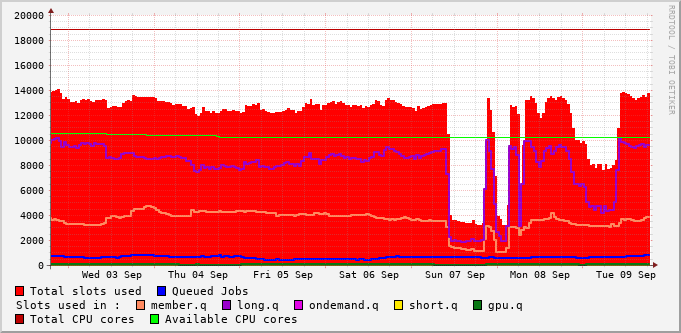 20000
18000
16000
14000
12000
10000
8000
6000
4000
2000
0
Wed 03 Sep Thu 04 Sep Fri 05 Sep Sat 06 Sep Sun 07 Sep Mon 08 Sep Tue 09 Sep
Total slots used Queued Jobs
Slots used in : member.q long.q ondemand.q short.q gpu.q
Total CPU cores Available CPU cores
RRDTOOL / TOBI OETIKER